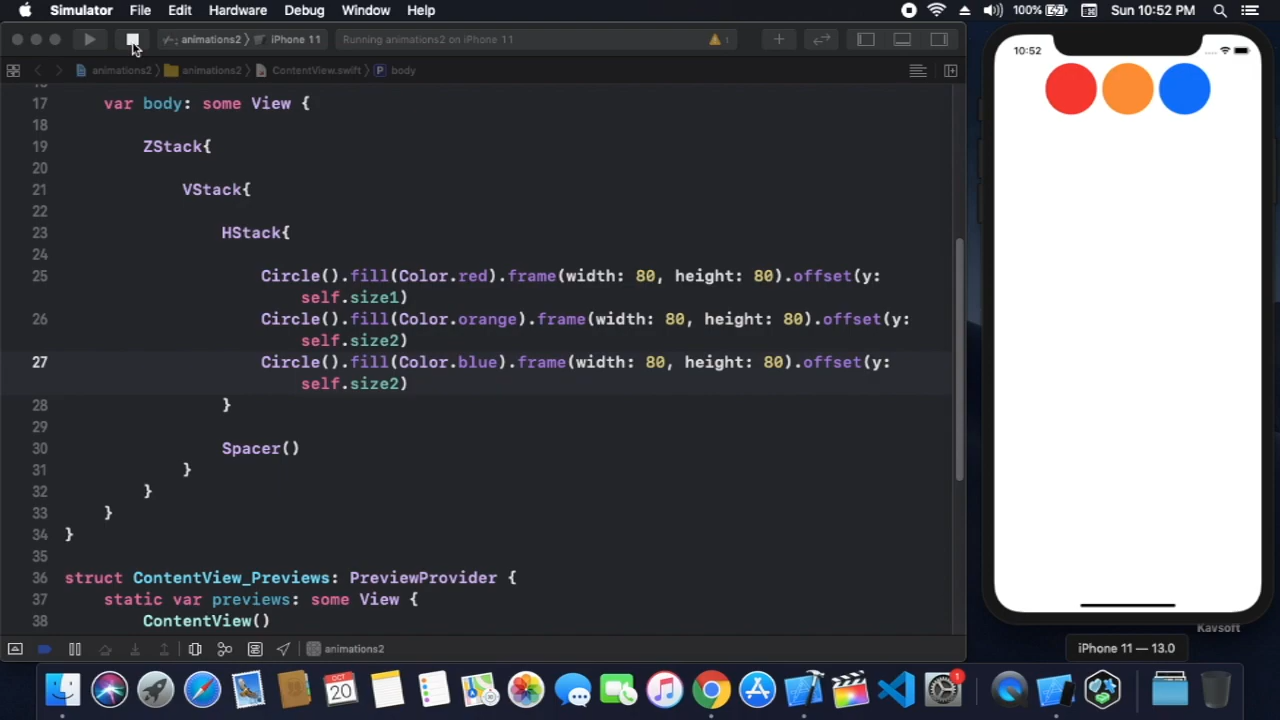 Simulator File Edit Hardware Debug Window Help 100% Sun 10:52 PM
animations2 iPhone 11 Running animations2 on iPhone 11 1
animations2 animations2 ContentView.swift P body
17 var body: some View {
18
19 ZStack{
20
21 VStack{
22
23 HStack{
24
25 Circle().fill(Color.red).frame(width: 80, height: 80).offset(y:
self.size1)
26 Circle().fill(Color.orange).frame(width: 80, height: 80).offset(y:
self.size2)
27 Circle().fill(Color.blue).frame(width: 80, height: 80).offset(y:
self.size2)
28 }
29
30 Spacer()
31 }
32 }
33 }
34 }
35
36 struct ContentView_Previews: PreviewProvider {
37 static var previews: some View {
38 ContentView()
animations2
10:52
Kavsoft
iPhone 11 — 13.0
OCT
20
1